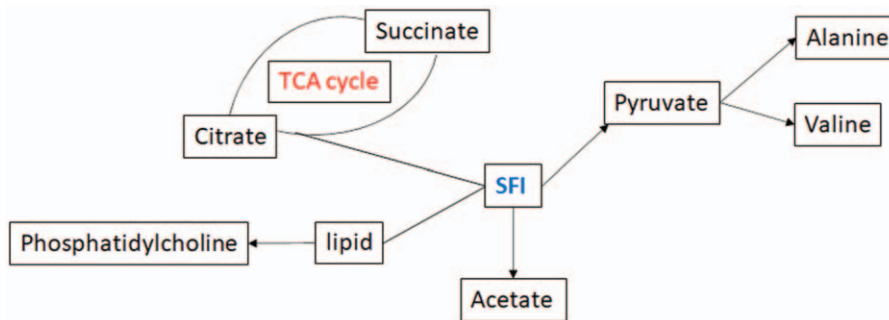 Succinate
Alanine
TCA cycle
Pyruvate
Citrate
Valine
SFI
Phosphatidylcholine
lipid
Acetate